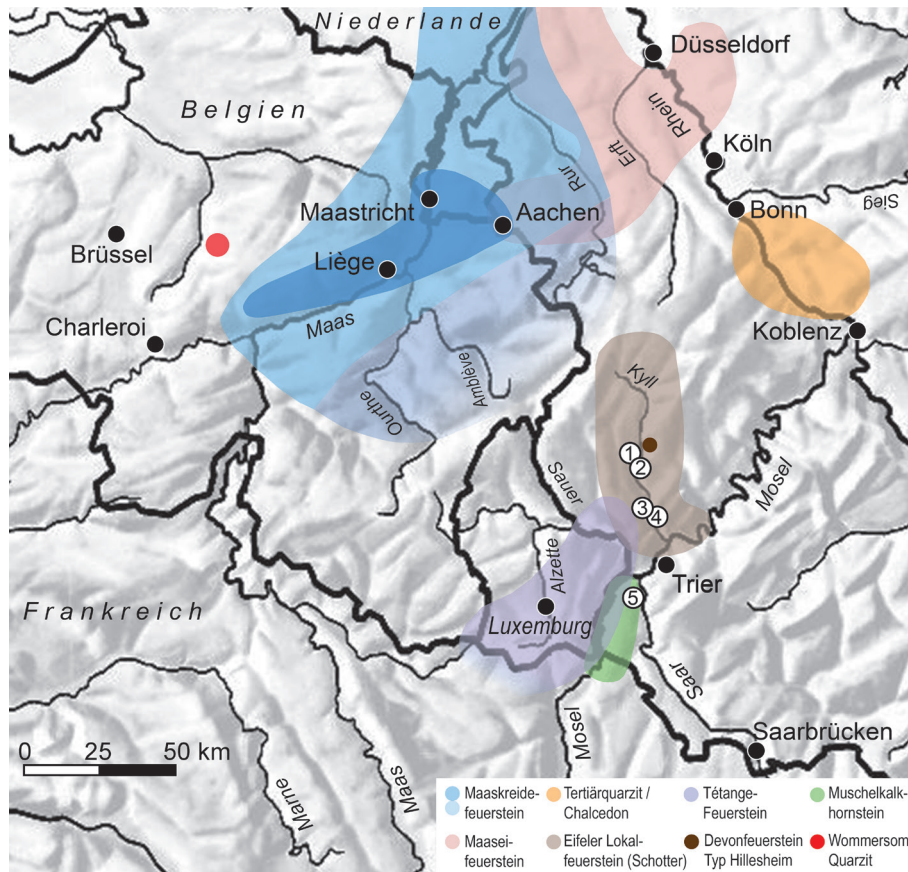 Niederlande
Düsseldorf
Belgien
Rhein
Erft
Rur
Köln
Maastricht
Aachen
Bonn
Sieg
Brüssel
Liège
Maas
Charleroi
Koblenz
Amblève
Ourthe
Kyll
1
2
Sauer
Mosel
3
4
Alzette
Trier
Frankreich
5
Luxemburg
Saar
Mosel
Saarbrücken
0 25 50 km
Marne
Maas
Maaskreide-
feuerstein
Tertiärquarzit /
Chalcedon
Tétange-
Feuerstein
Muschelkalk-
hornstein
Maasei-
feuerstein
Eifeler Lokal-
feuerstein (Schotter)
Devonfeuerstein
Typ Hillesheim
Wommersom
Quarzit